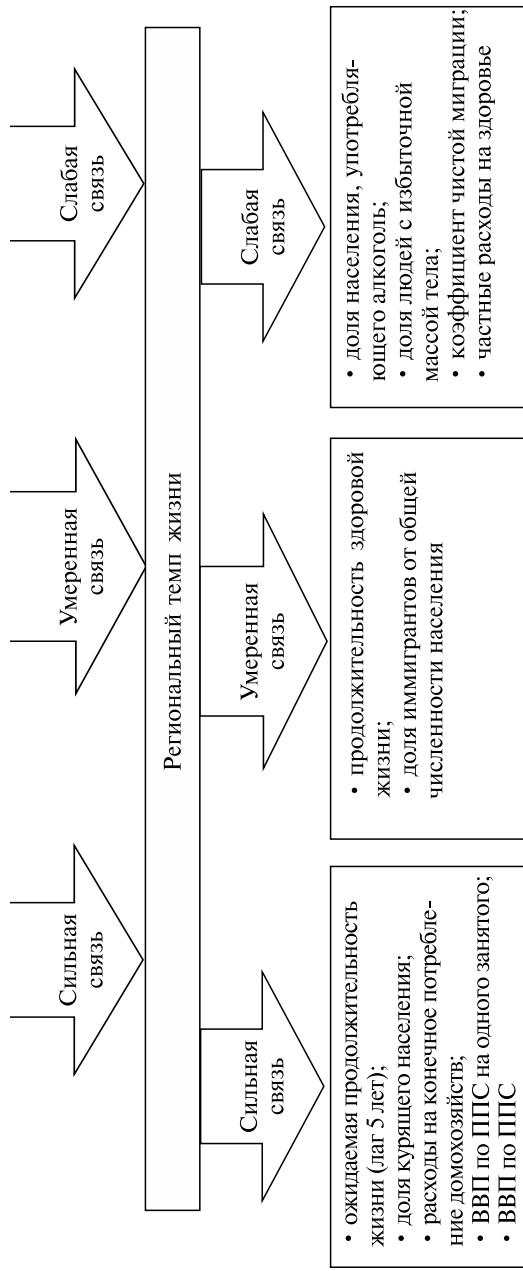 Сильная
связь
Умеренная
связь
Слабая
связь
Региональный темп жизни
Сильная
связь
Умеренная
связь
Слабая
связь
• ожидаемая продолжительность
жизни (лаг 5 лет);
• доля курящего населения;
• расходы на конечное потребле-
ние домохозяйств;
• ВВП по ППС на одного занятого;
• ВВП по ППС
• продолжительность здоровой
жизни;
• доля иммигрантов от общей
численности населения
• доля населения, употребля-
ющего алкоголь;
• доля людей с избыточной
массой тела;
• коэффициент чистой миграции;
• частные расходы на здоровье